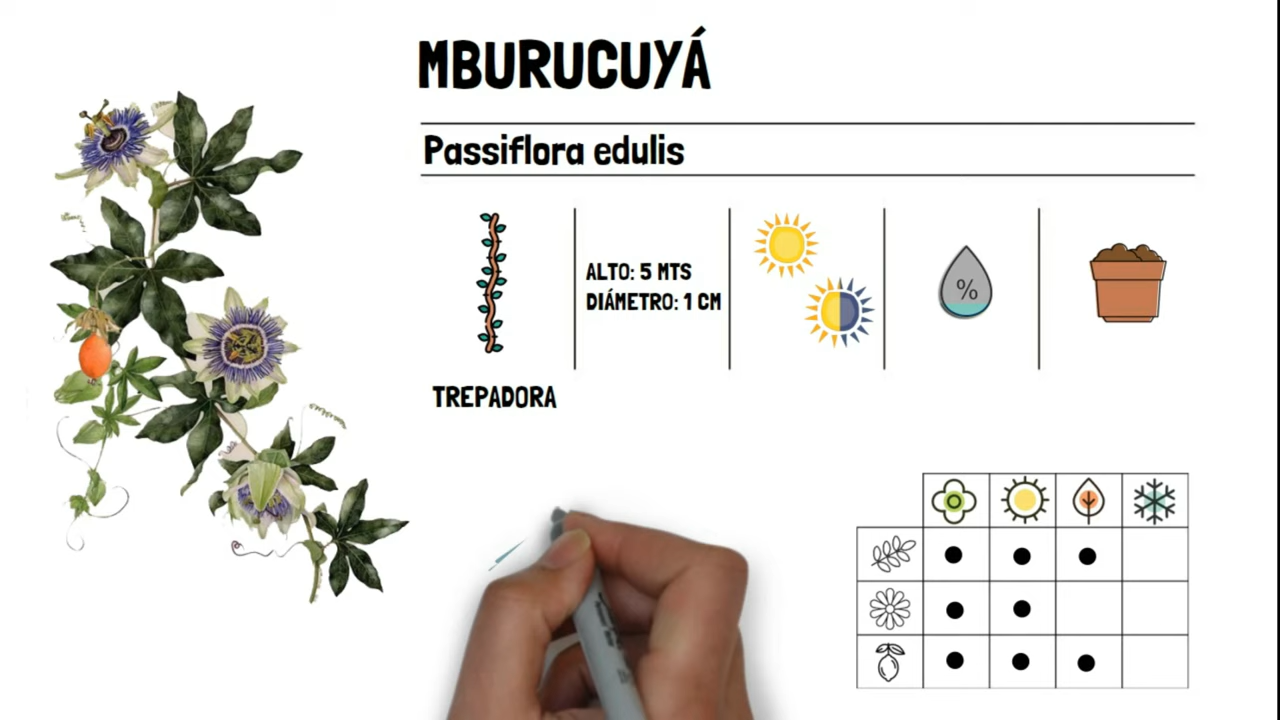 MBURUCUYÁ
Passiflora edulis
ALTO: 5 MTS
DIÁMETRO: 1 CM
%
TREPADORA